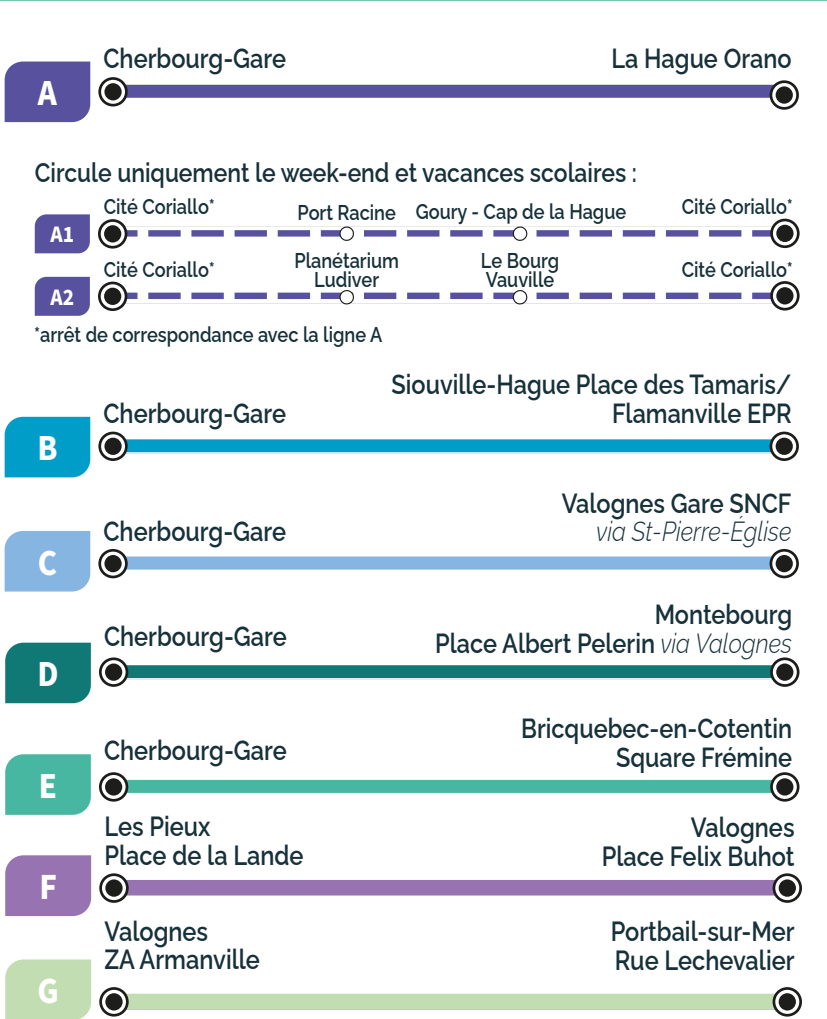 Cherbourg-Gare
La Hague Orano
A
Circule uniquement le week-end et vacances scolaires :
Cité Coriallo*
Port Racine
Goury - Cap de la Hague
Cité Coriallo*
A1
Cité Coriallo*
Planétarium
Ludiver
Le Bourg
Vauville
Cité Coriallo*
A2
*arrêt de correspondance avec la ligne A
Siouville-Hague Place des Tamaris/
Flamanville EPR
Cherbourg-Gare
B
Valognes Gare SNCF
via St-Pierre-Église
Cherbourg-Gare
C
Montebourg
Place Albert Pelerin via Valognes
Cherbourg-Gare
D
Bricquebec-en-Cotentin
Square Frémine
Cherbourg-Gare
E
Les Pieux
Place de la Lande
Valognes
Place Felix Buhot
F
Valognes
ZA Armanville
Portbail-sur-Mer
Rue Lechevalier
G